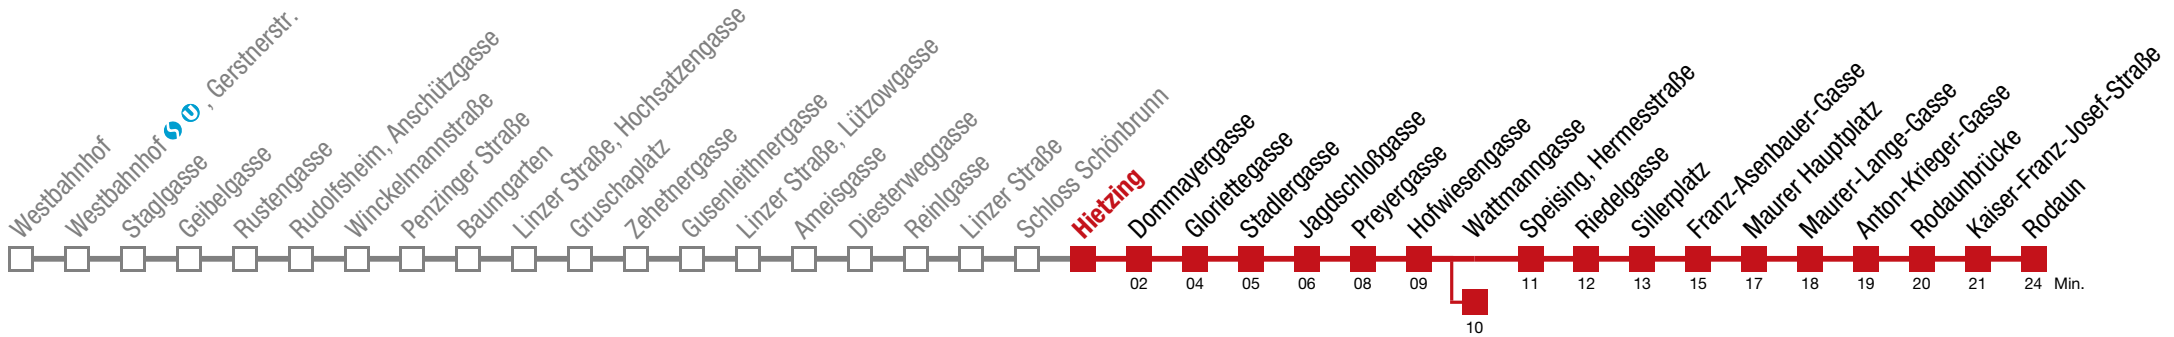 Westbahnhof
Westbahnhof S U , Gerstnerstr.
Staglgasse
Geibelgasse
Rustengasse
Rudolfsheim, Anschützgasse
Winckelmannstraße
Penzinger Straße
Baumgarten
Linzer Straße, Hochsatzengasse
Gruschaplatz
Zehetnergasse
Gusenleithnergasse
Linzer Straße, Lützowgasse
Ameisgasse
Diesterweggasse
Reinlgasse
Linzer Straße
Schloss Schönbrunn
Hietzing
Dommayergasse
Gloriettegasse
Stadlergasse
Jagdschloßgasse
Preyergasse
Hofwiesengasse
Wattmanngasse
Speising, Hermesstraße
Riedelgasse
Sillerplatz
Franz-Asenbauer-Gasse
Maurer Hauptplatz
Maurer-Lange-Gasse
Anton-Krieger-Gasse
Rodaunbrücke
Kaiser-Franz-Josef-Straße
Rodaun
02 04 05 06 08 09 11 12 13 15 17 18 19 20 21 24 Min.
10